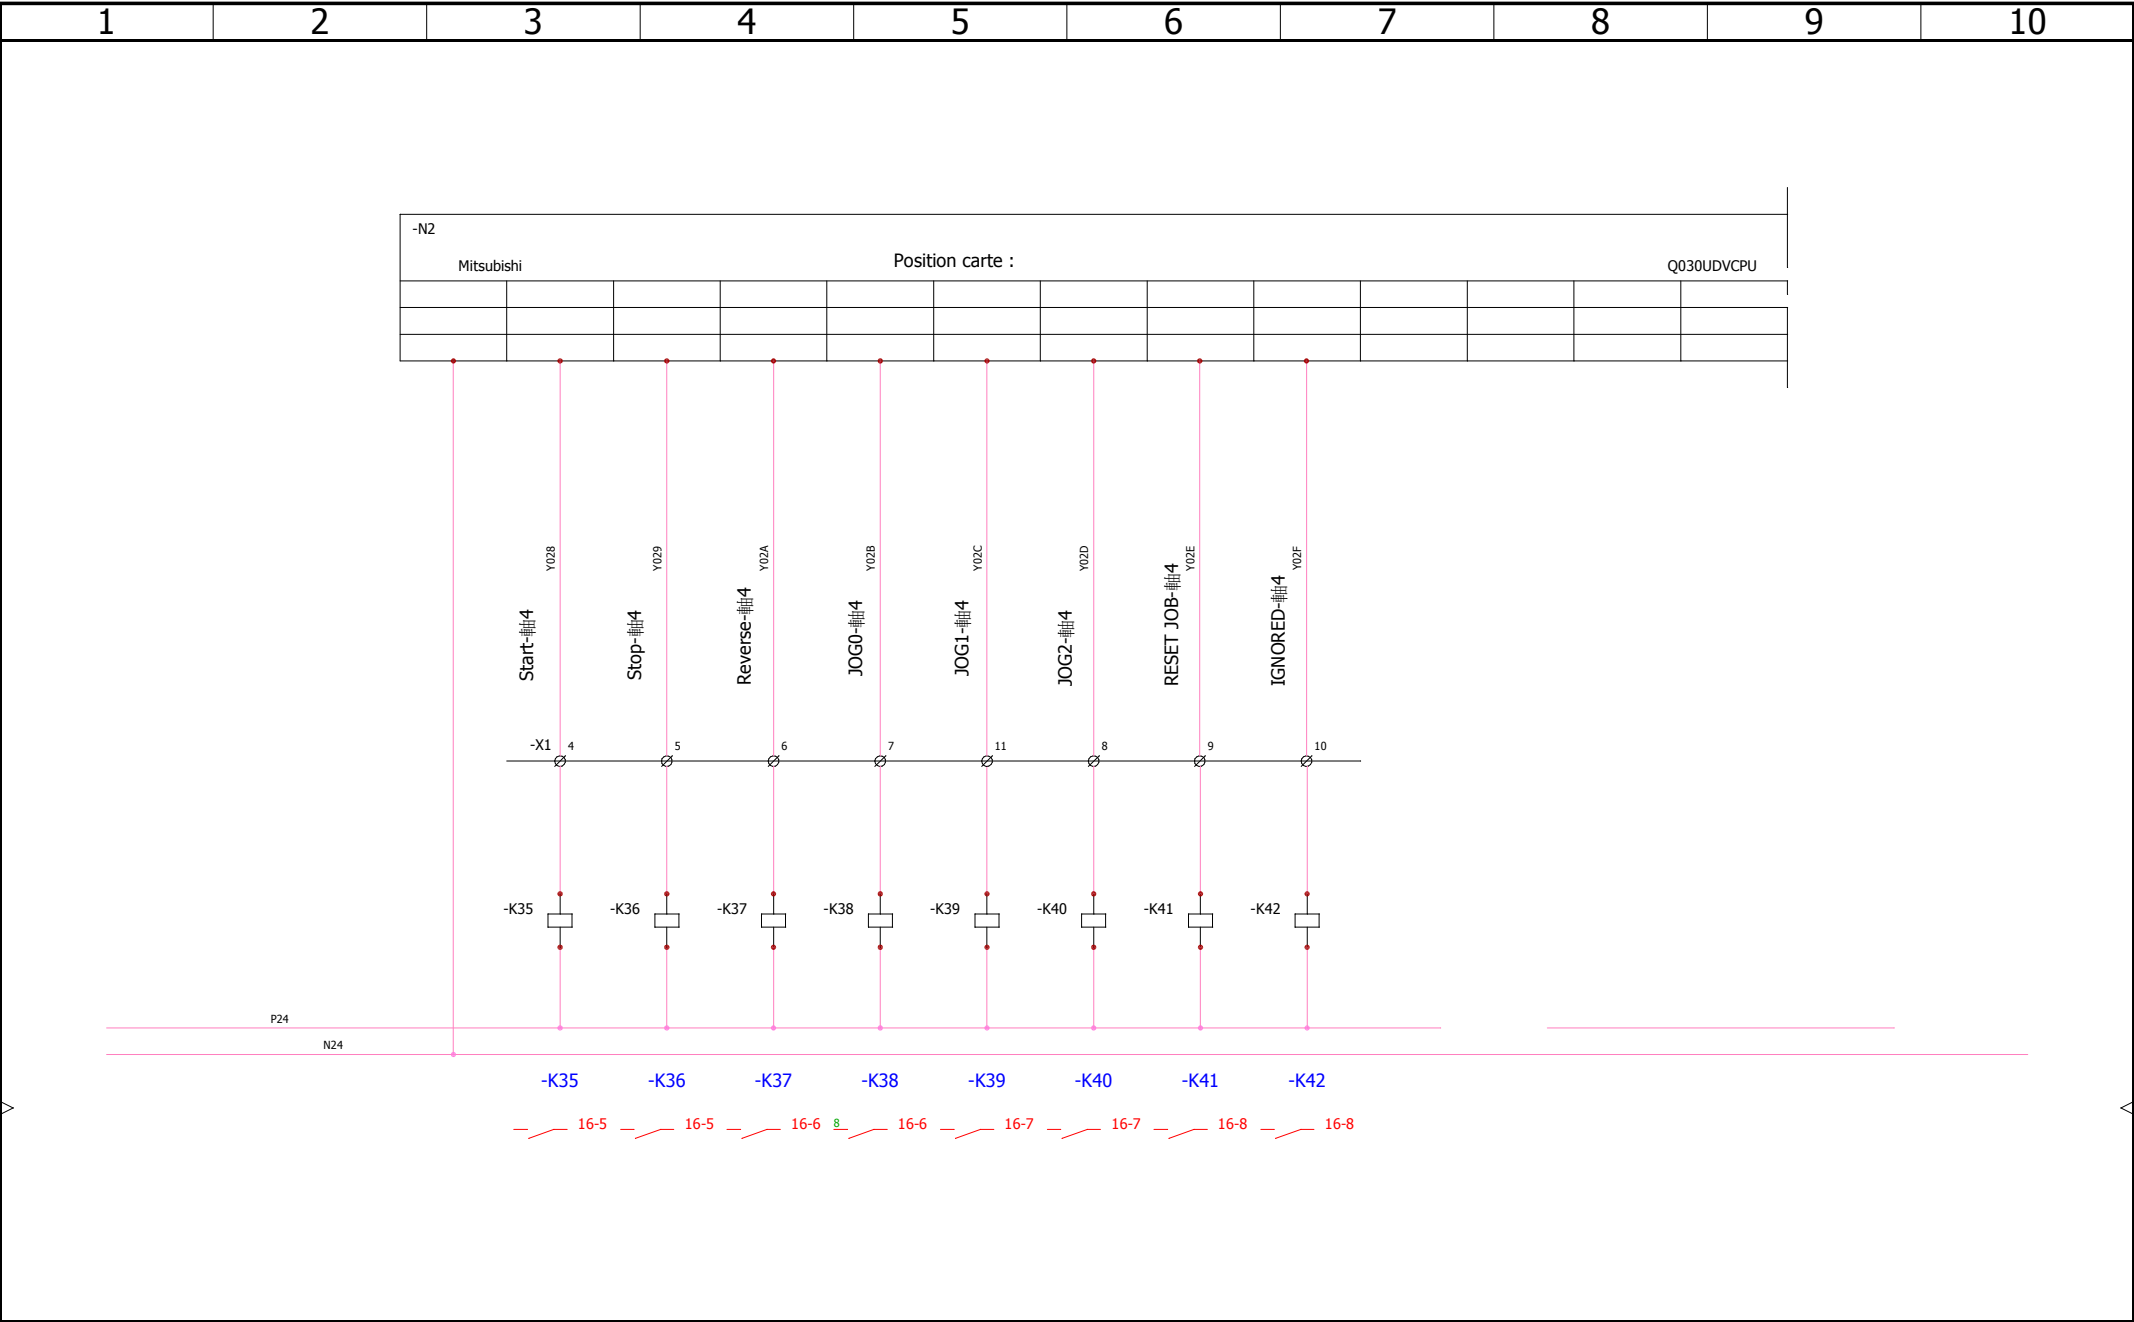 1 2 3 4 5 6 7 8 9 10
-N2
Mitsubishi
Position carte :
Q030UDVCPU
Y028
Y029
Y02A
Y02B
Y02C
Y02D
Y02E
Y02F
Start-軸4
Stop-軸4
Reverse-軸4
JOG0-軸4
JOG1-軸4
JOG2-軸4
RESET JOB-軸4
IGNORED-軸4
-X1 4 5 6 7 11 8 9 10
-K35 -K36 -K37 -K38 -K39 -K40 -K41 -K42
P24
N24
-K35 -K36 -K37 -K38 -K39 -K40 -K41 -K42
16-5 16-5 16-6 8 16-6 16-7 16-7 16-8 16-8